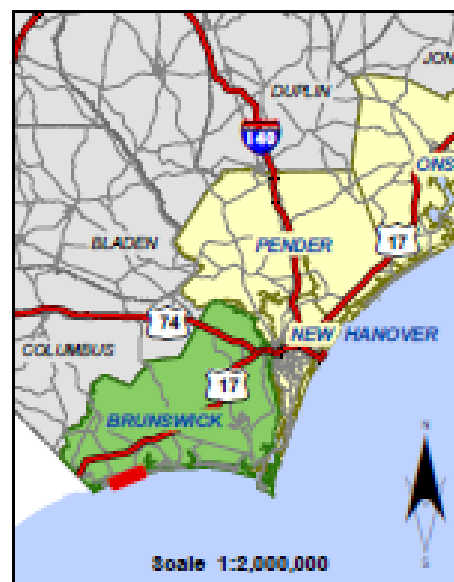 JON
DUPLIN
I-40
ONS
BLADEN
PENDER
17
74
NEW HANOVER
COLUMBUS
17
BRUNSWICK
N
S
Scale 1:2,000,000